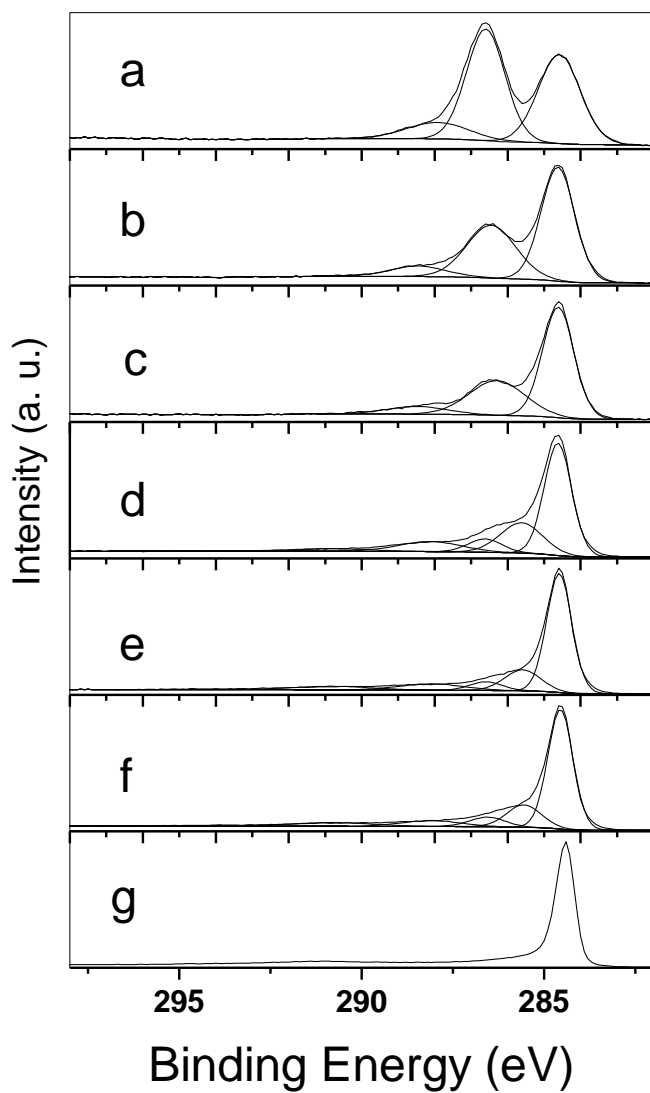 a
b
c
d
e
f
g
Intensity (a. u.)
295 290 285
Binding Energy (eV)